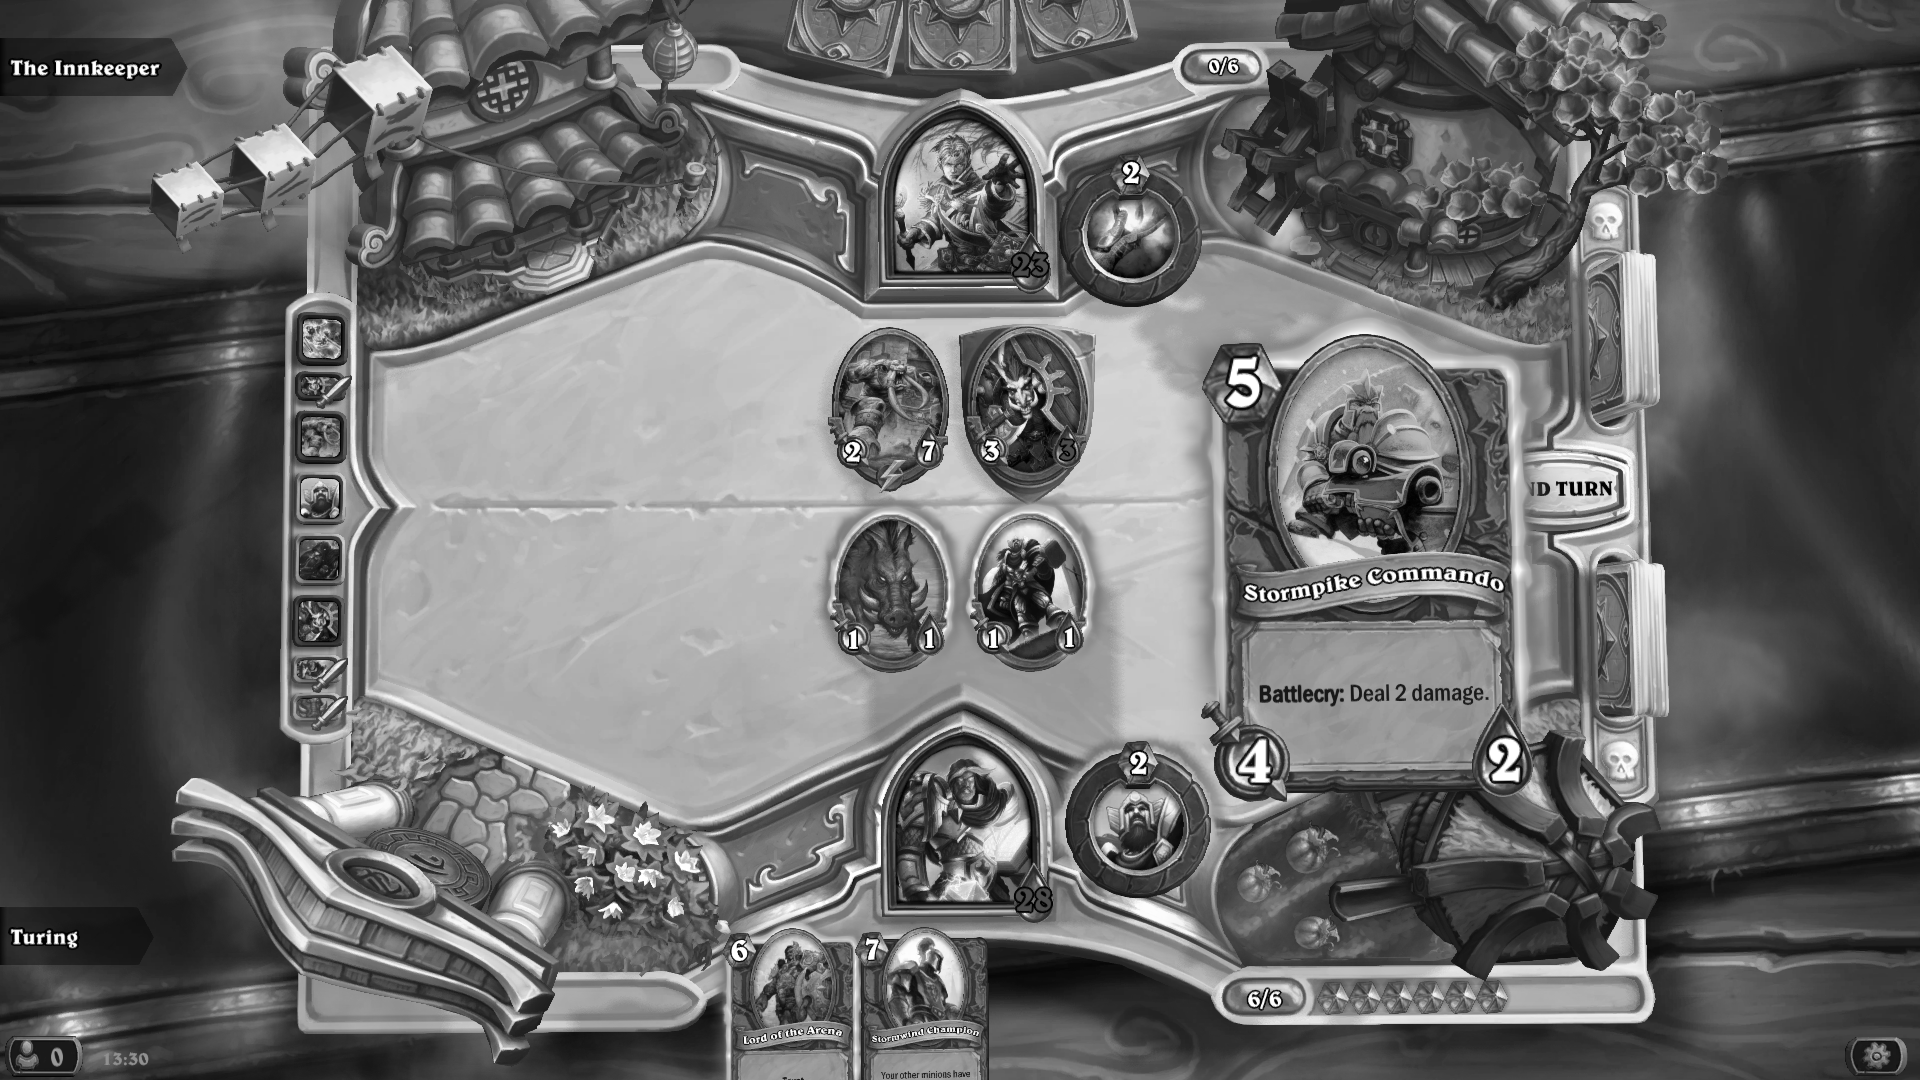 The Innkeeper
0/6
2
23
2
7
3
3
5
ND TURN
1
1
1
1
Stormpike Commando
Battlecry: Deal 2 damage.
4
2
2
28
Turing
6
7
6/6
Lord of the Arena
Stormwind Champion
Your other minions have
0
13:30